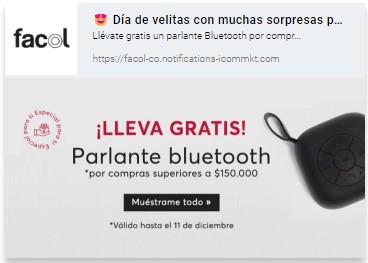 facol
😍 Día de velitas con muchas sorpresas p...
Llévate gratis un parlante Bluetooth por compr...
https://facol-co.notifications-icommkt.com
Especial para ti Especial para ti
¡LLEVA GRATIS!
Parlante bluetooth
*por compras superiores a $150.000
Muéstrame todo »
*Válido hasta el 11 de diciembre